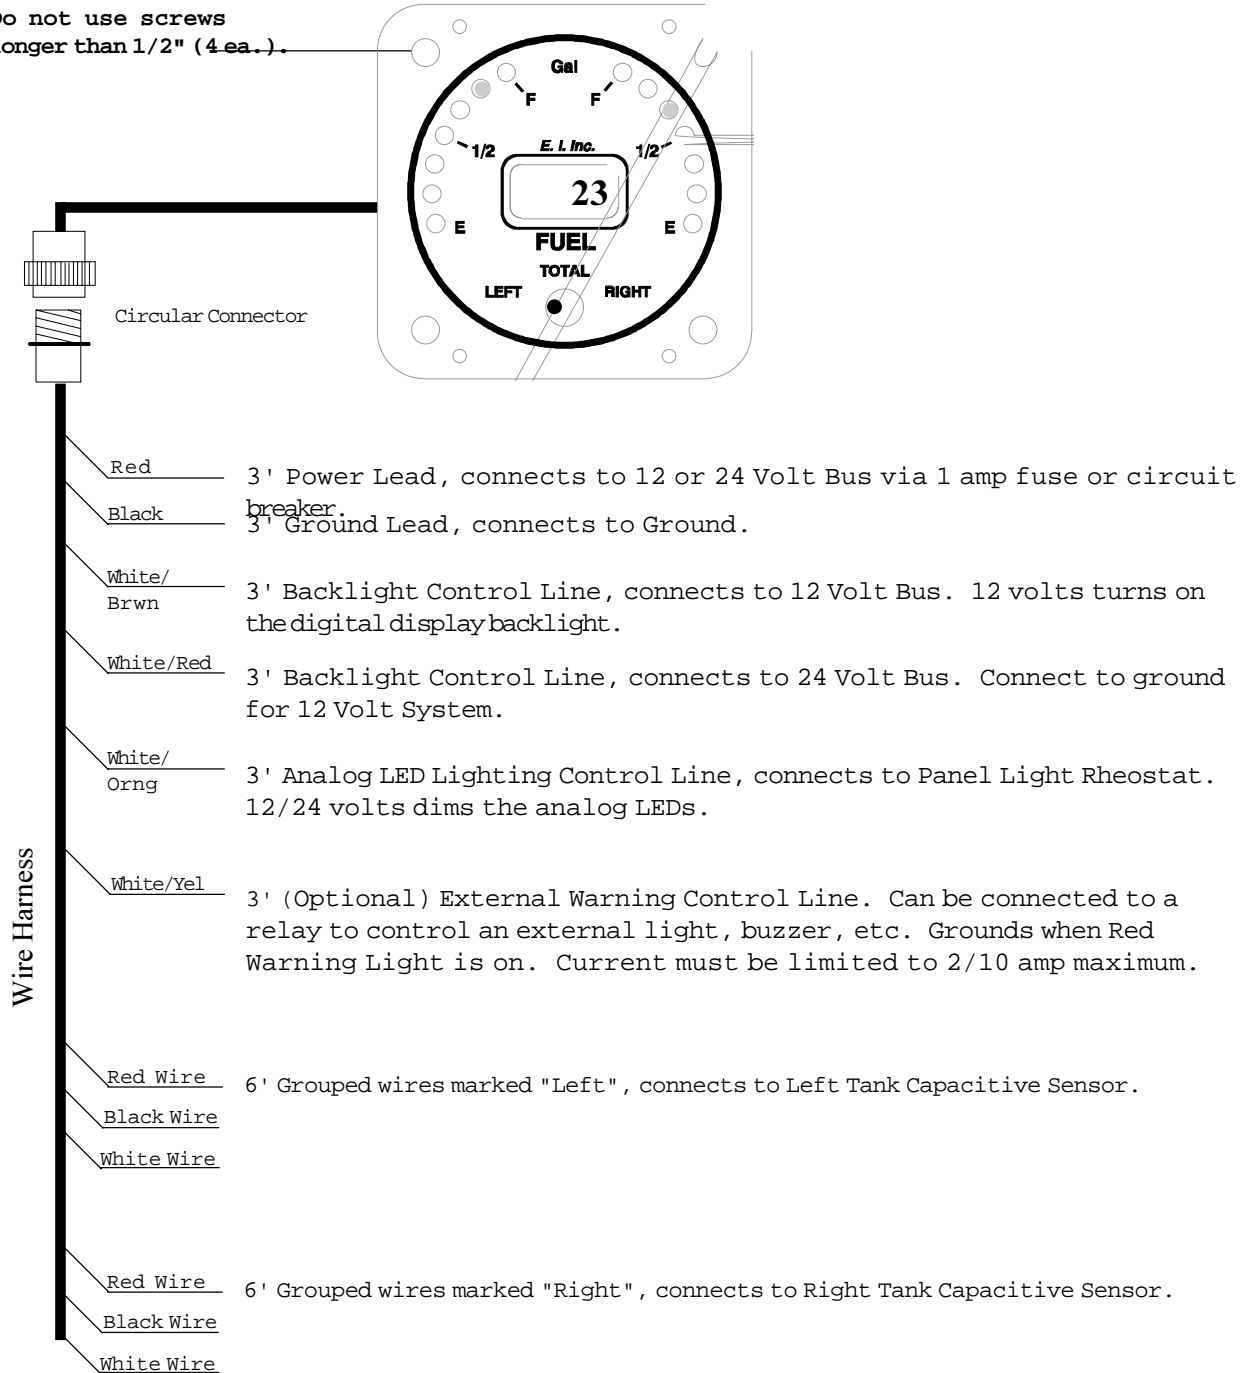 Do not use screws
longer than 1/2" (4 ea.).
Gal
F F
1/2 E. I. Inc. 1/2
23
E E
FUEL
TOTAL
LEFT RIGHT
Circular Connector
Wire Harness
Red
3' Power Lead, connects to 12 or 24 Volt Bus via 1 amp fuse or circuit
breaker.
Black
3' Ground Lead, connects to Ground.
White/
Brwn
3' Backlight Control Line, connects to 12 Volt Bus. 12 volts turns on
the digital display backlight.
White/Red
3' Backlight Control Line, connects to 24 Volt Bus. Connect to ground
for 12 Volt System.
White/
Orng
3' Analog LED Lighting Control Line, connects to Panel Light Rheostat.
12/24 volts dims the analog LEDs.
White/Yel
3' (Optional) External Warning Control Line. Can be connected to a
relay to control an external light, buzzer, etc. Grounds when Red
Warning Light is on. Current must be limited to 2/10 amp maximum.
Red Wire
6' Grouped wires marked "Left", connects to Left Tank Capacitive Sensor.
Black Wire
White Wire
Red Wire
6' Grouped wires marked "Right", connects to Right Tank Capacitive Sensor.
Black Wire
White Wire